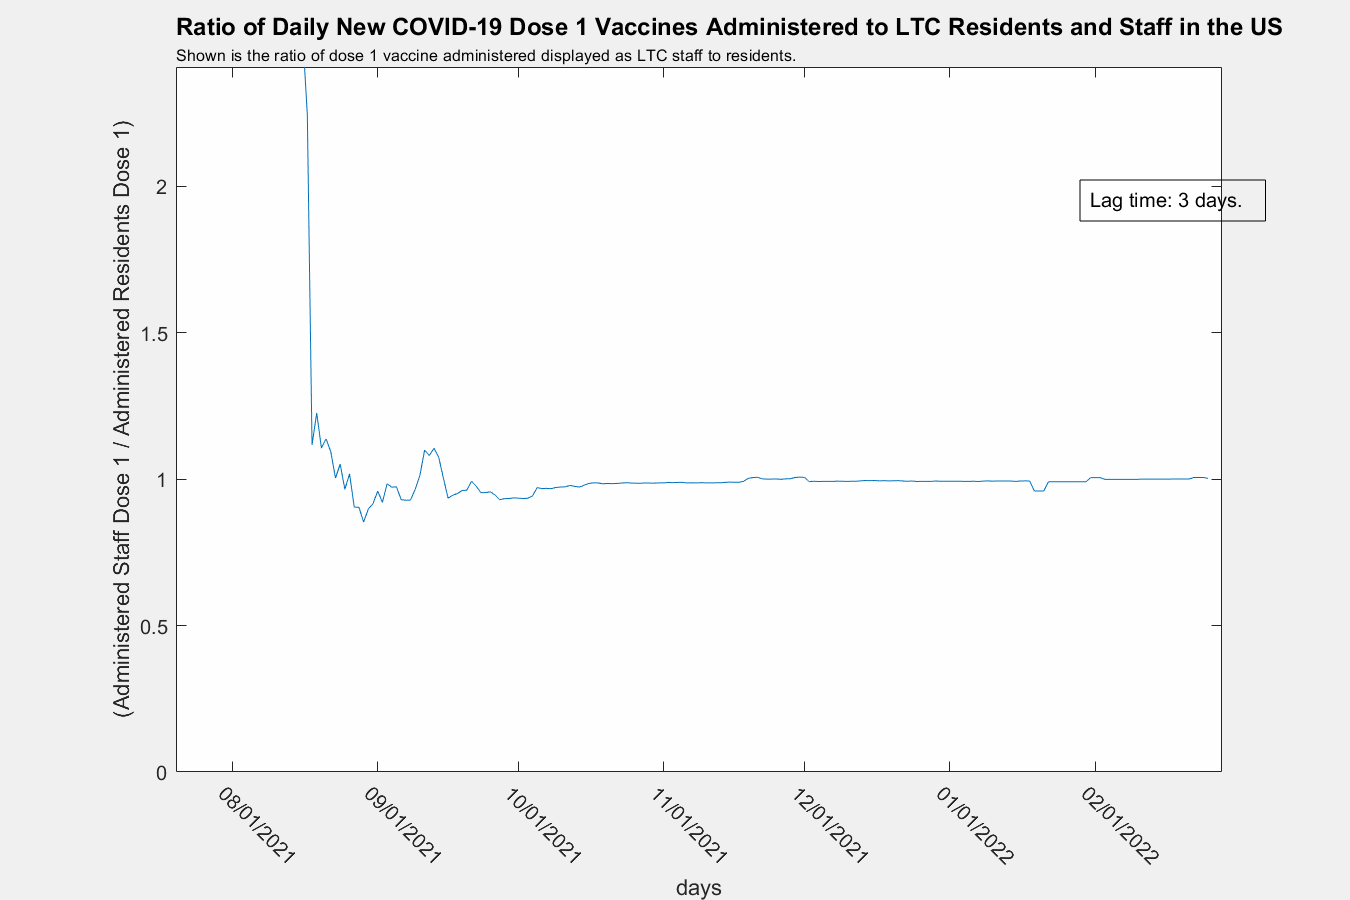 Ratio of Daily New COVID-19 Dose 1 Vaccines Administered to LTC Residents and Staff in the US
Shown is the ratio of dose 1 vaccine administered displayed as LTC staff to residents.
(Administered Staff Dose 1 / Administered Residents Dose 1)
2
1.5
1
0.5
0
Lag time: 3 days.
08/01/2021
09/01/2021
10/01/2021
11/01/2021
12/01/2021
01/01/2022
02/01/2022
days